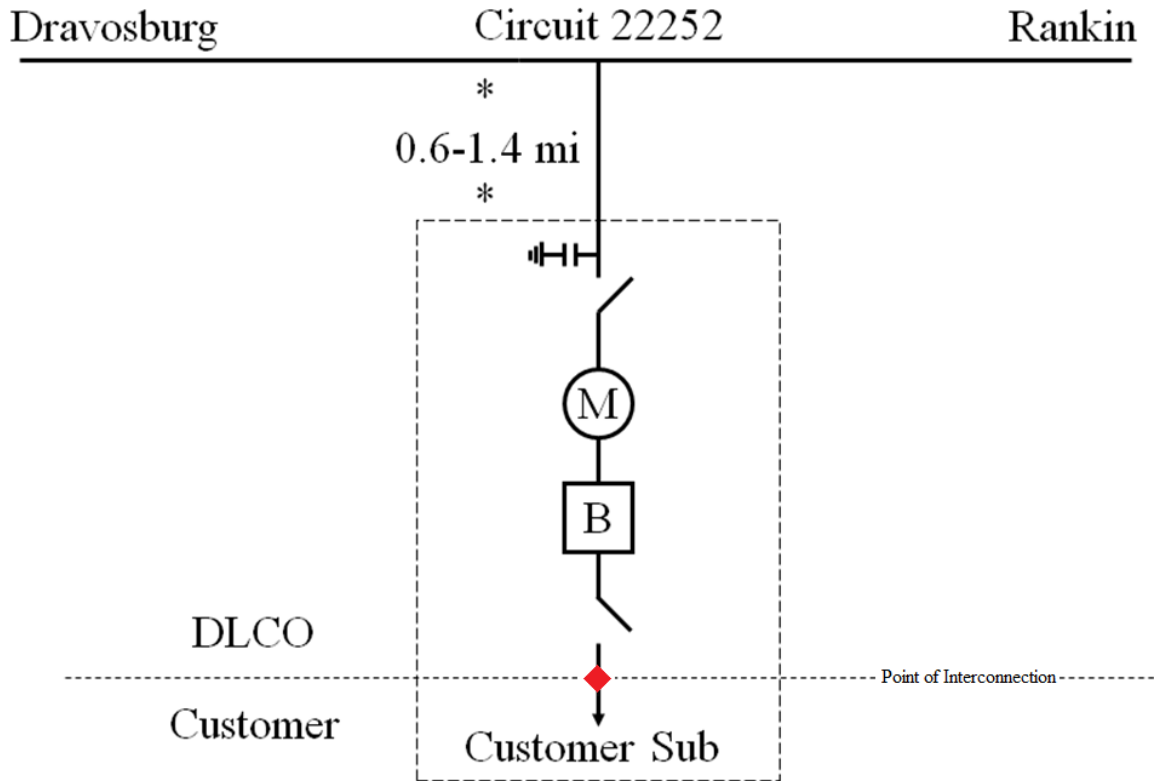 Dravosburg Circuit 22252 Rankin
*
0.6-1.4 mi
*
M
B
DLCO
Point of Interconnection
Customer
Customer Sub